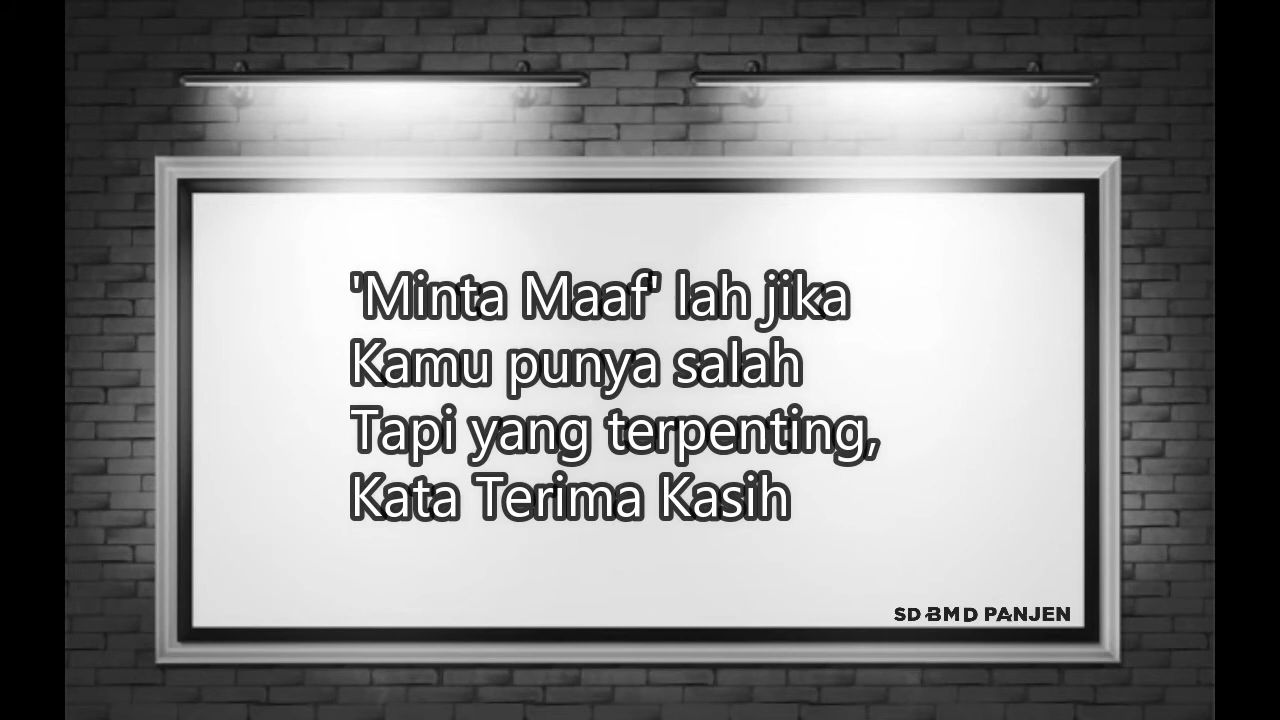 'Minta Maaf' lah jika
Kamu punya salah
Tapi yang terpenting,
Kata Terima Kasih
SD BMD PANJEN